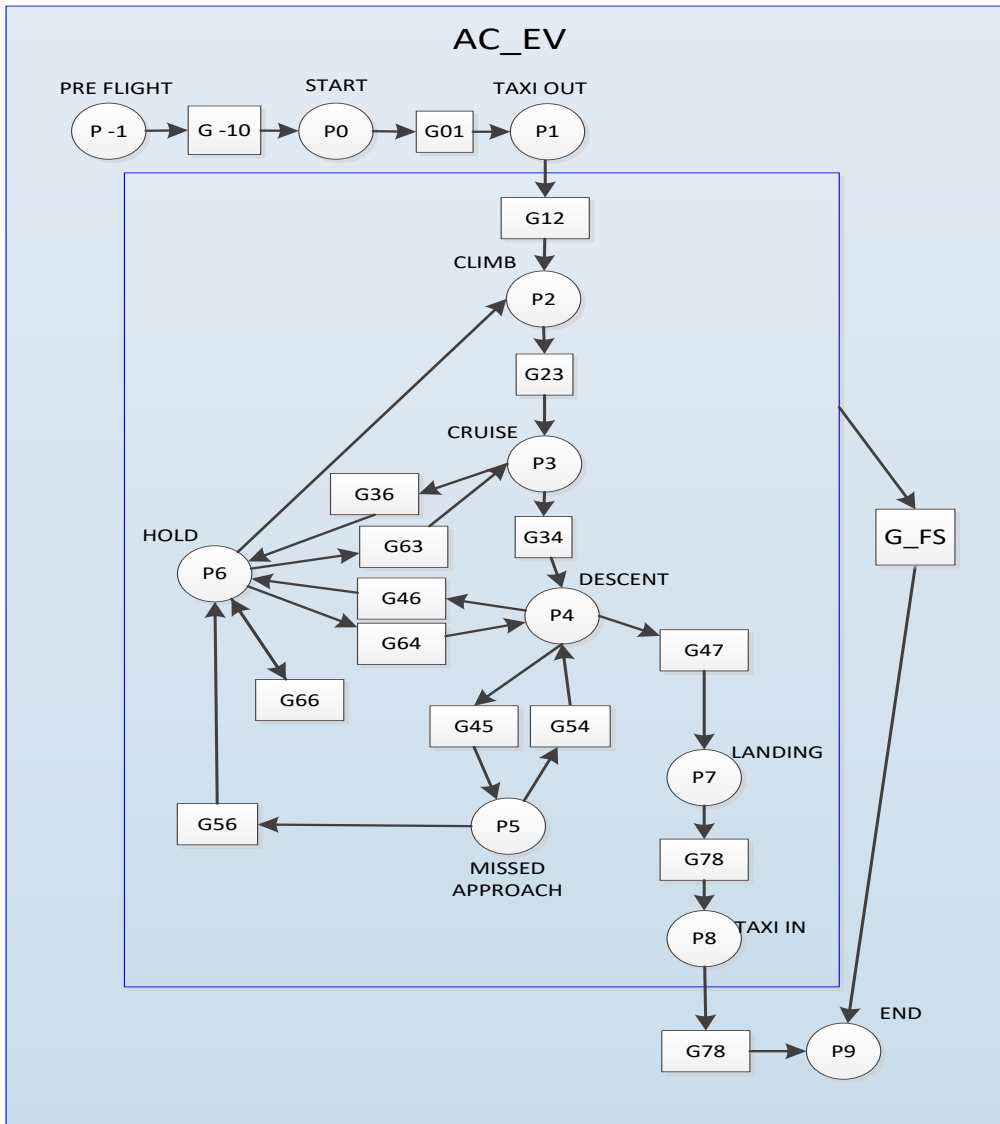 AC_EV
PRE FLIGHT
START
TAXI OUT
P -1
G -10
P0
G01
P1
G12
CLIMB
P2
G23
CRUISE
P3
G36
G34
HOLD
G63
P6
DESCENT
G46
P4
G64
G47
G66
G45
G54
LANDING
P7
G56
P5
MISSED
APPROACH
G78
P8
TAXI IN
G_FS
END
G78
P9